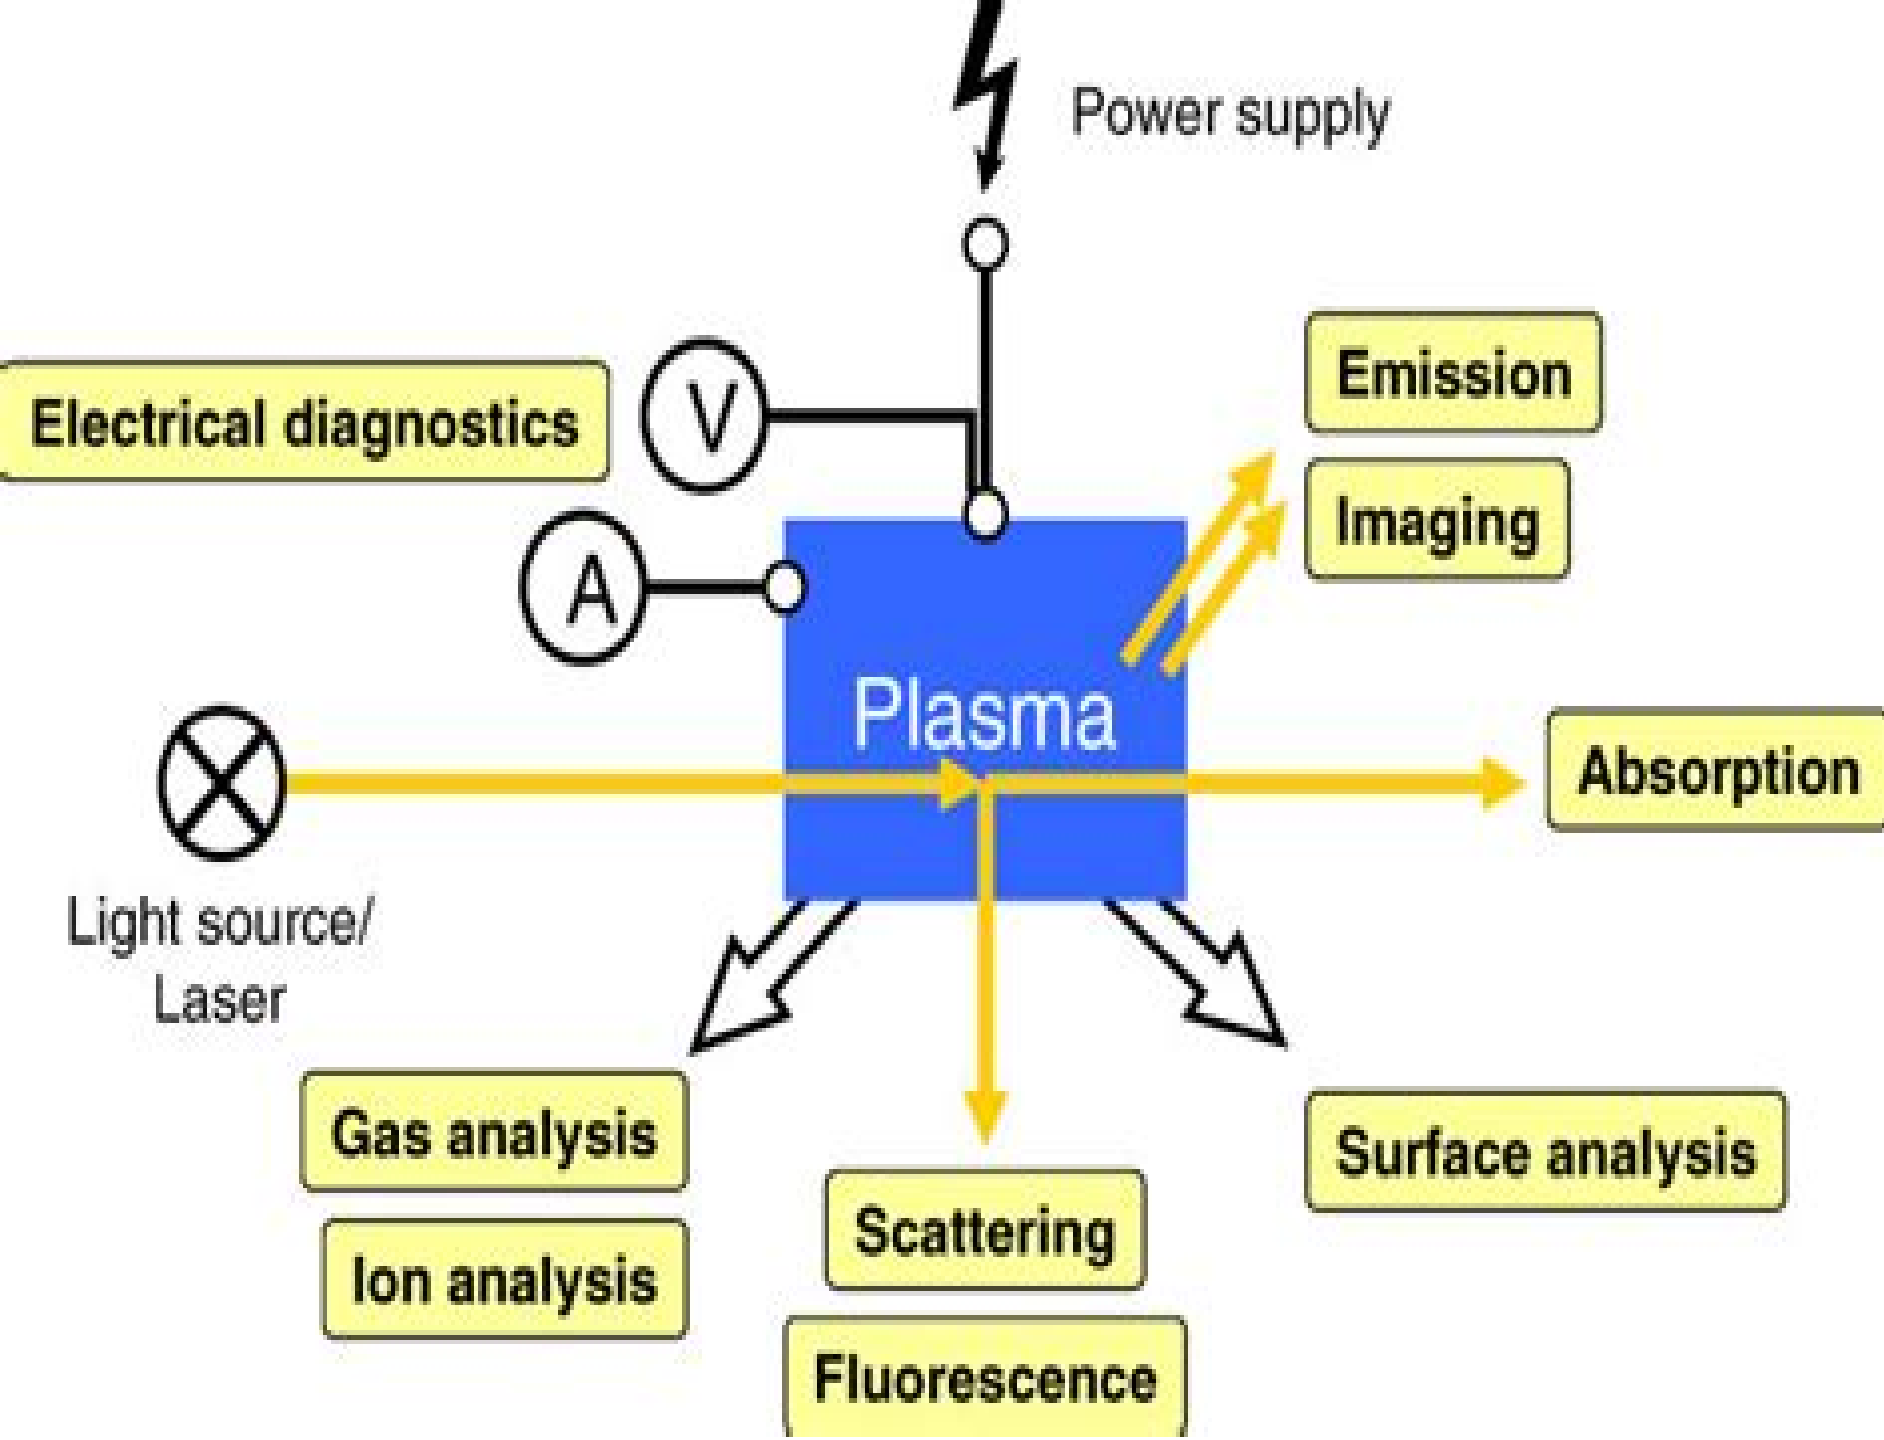 Power supply
Emission
Electrical diagnostics
V
Imaging
A
Plasma
Absorption
Light source/
Laser
Gas analysis
Surface analysis
Scattering
Ion analysis
Fluorescence